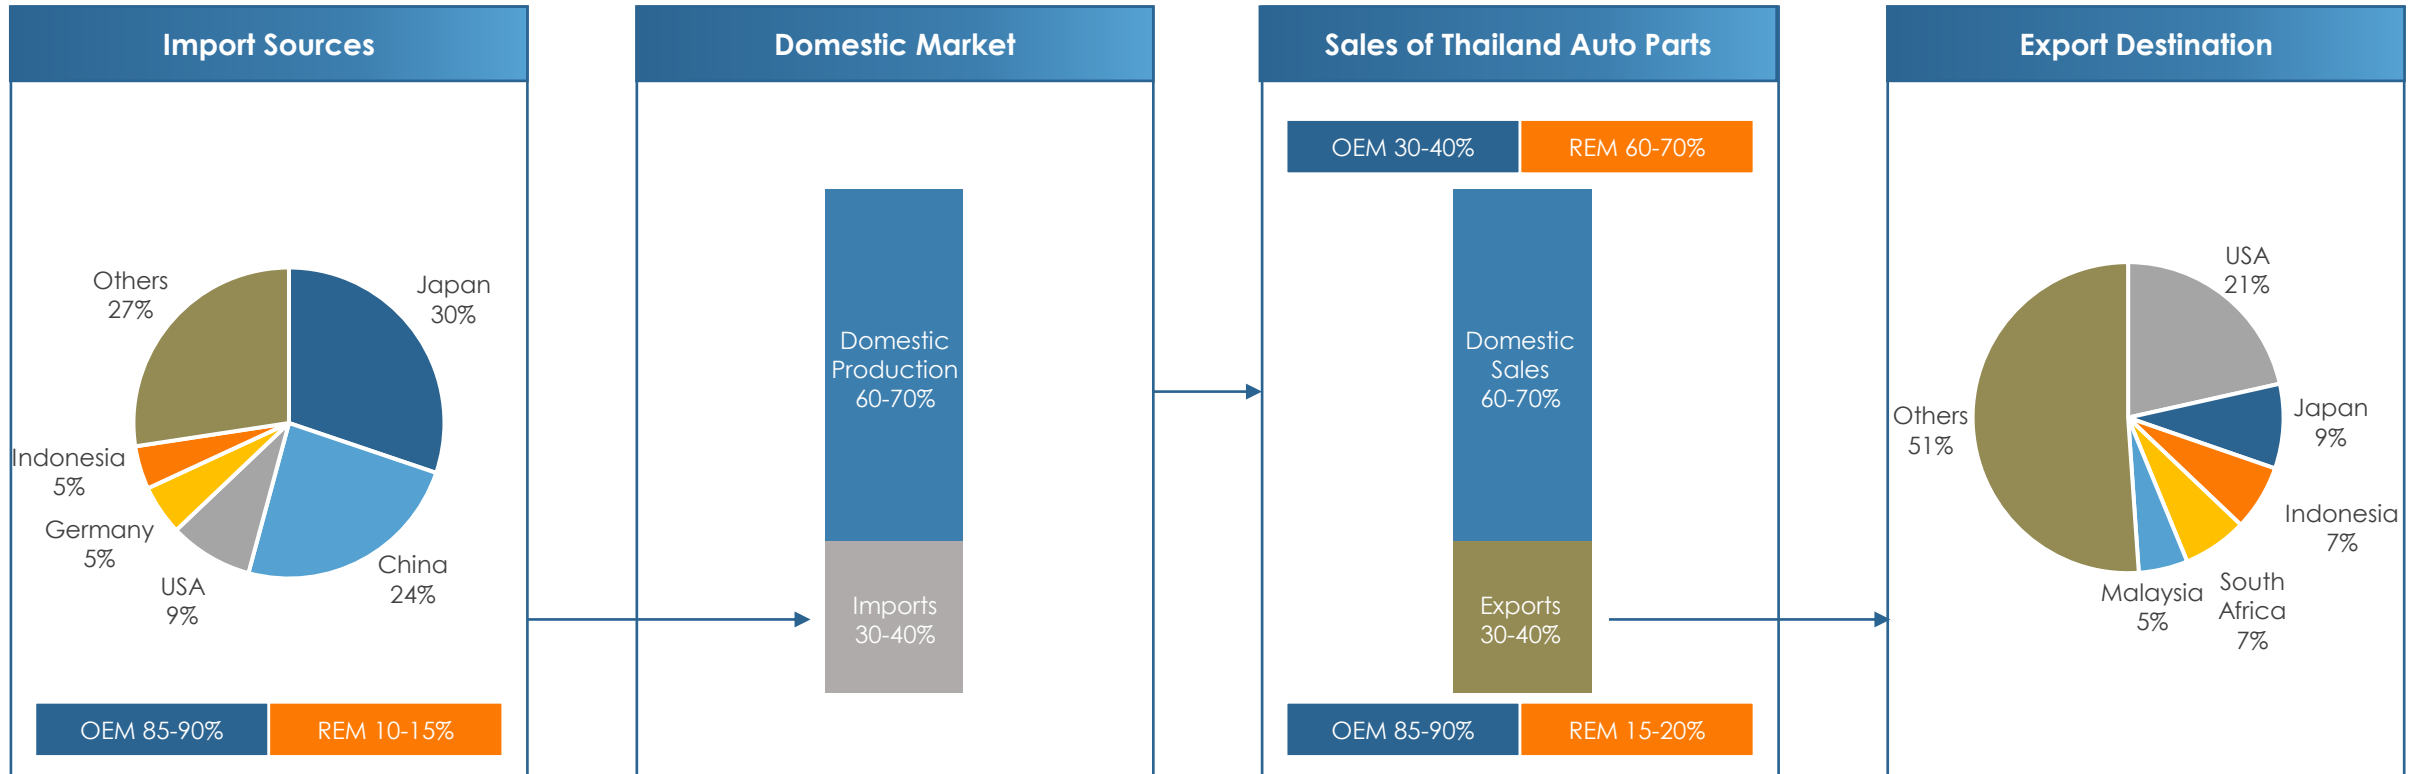 Import Sources
Others
27%
Japan
30%
Indonesia
5%
Germany
5%
USA
9%
China
24%
OEM 85-90%
REM 10-15%
Domestic Market
Domestic
Production
60-70%
Imports
30-40%
Sales of Thailand Auto Parts
OEM 30-40%
REM 60-70%
Domestic
Sales
60-70%
Exports
30-40%
OEM 85-90%
REM 15-20%
Export Destination
USA
21%
Others
51%
Japan
9%
Indonesia
7%
Malaysia
5%
South
Africa
7%